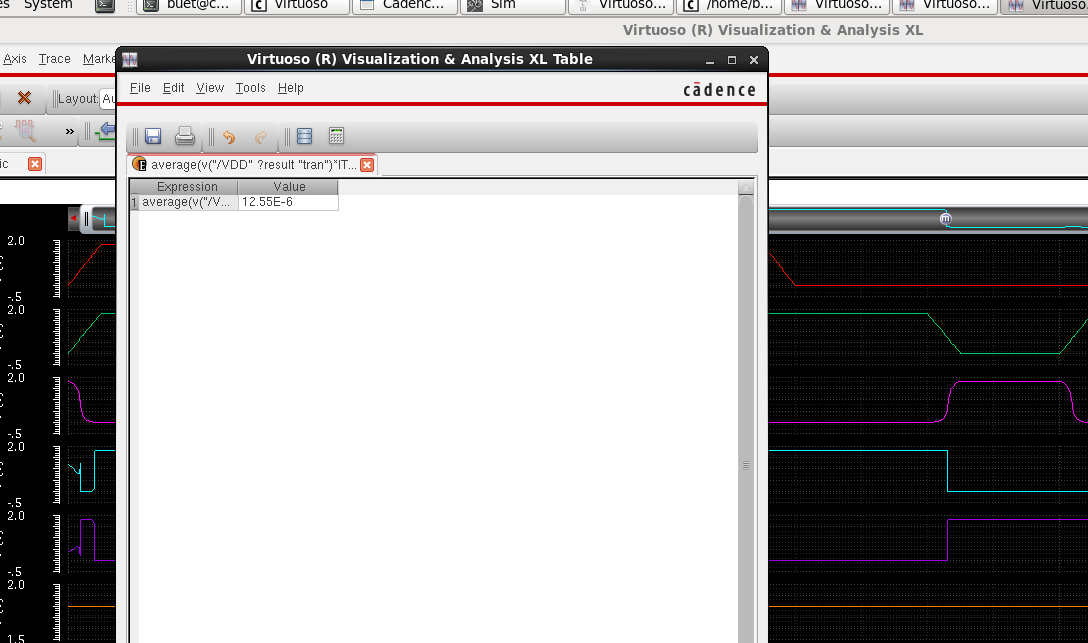 System buet@c... Virtuoso Cadenc... Sim Virtuoso... /home/b... Virtuoso... Virtuoso... Virtuoso
Virtuoso (R) Visualization & Analysis XL
Axis Trace
Virtuoso (R) Visualization & Analysis XL Table
File Edit View Tools Help
cādence
Layout:
»
average(v("/VDD" ?result "tran")*IT...
Expression Value
1 average(v("/V... 12.55E-6
m
2.0
-.5
2.0
-.5
2.0
-.5
2.0
-.5
2.0
-.5
2.0
1.5